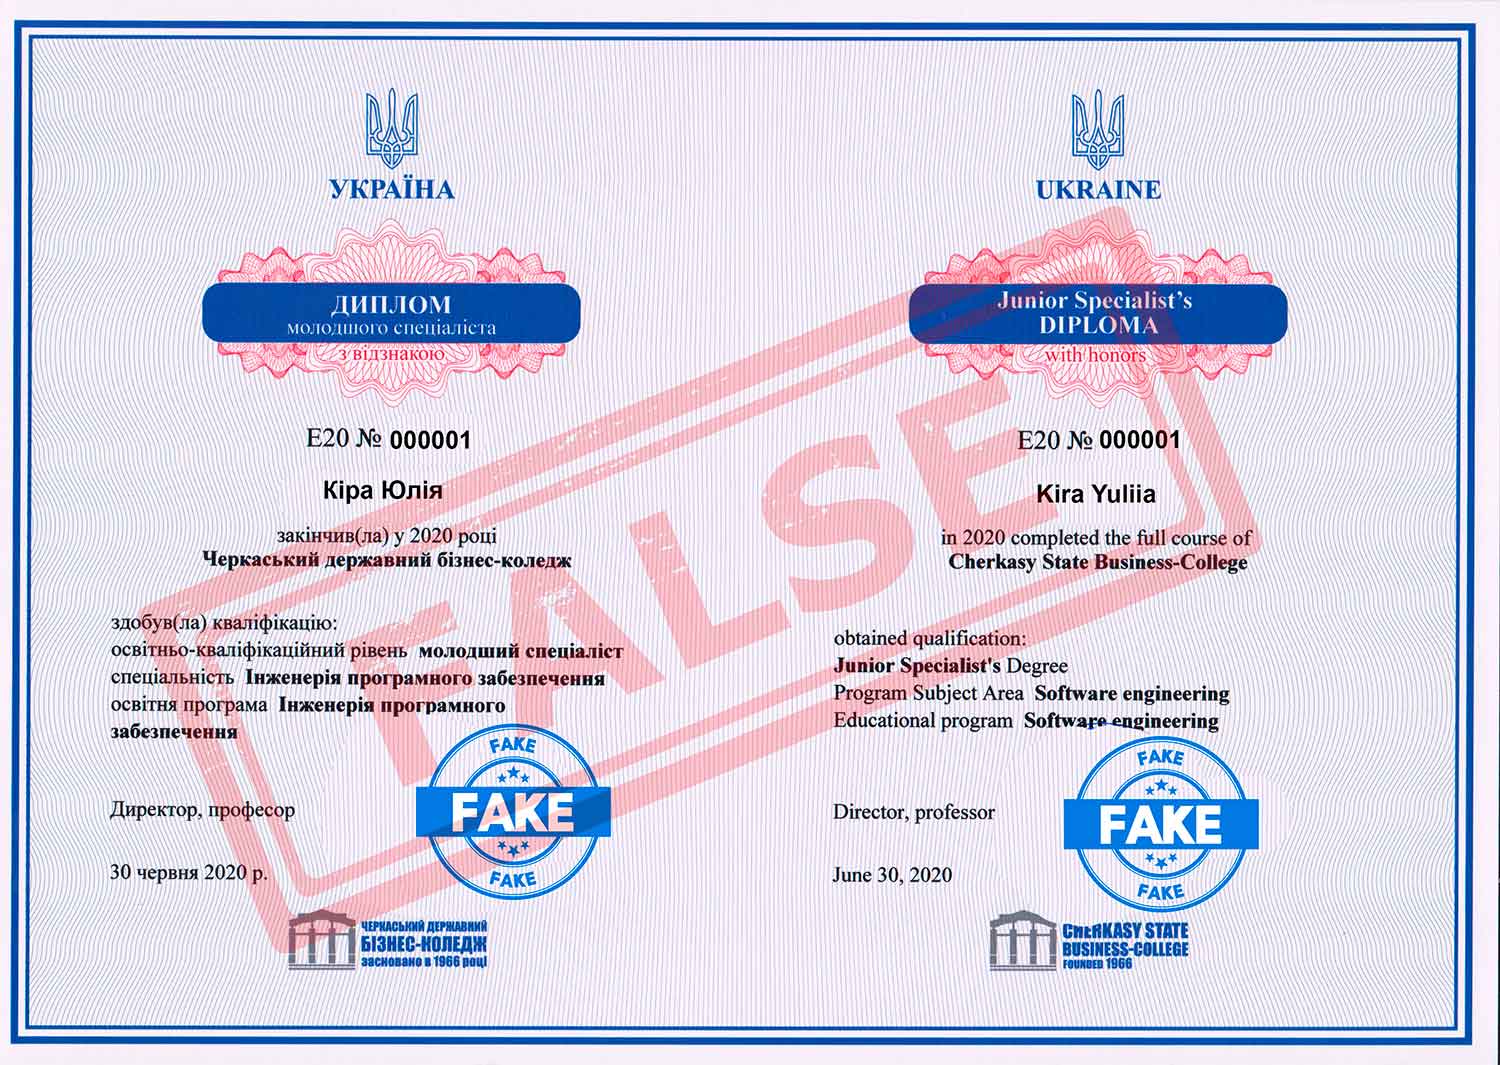 УКРАЇНА
ДИПЛОМ
молодшого спеціаліста
з відзнакою
Е20 № 000001
Кіра Юлія
закінчив(ла) у 2020 році
Черкаський державний бізнес-коледж
здобув(ла) кваліфікацію:
освітньо-кваліфікаційний рівень молодший спеціаліст
спеціальність Інженерія програмного забезпечення
освітня програма Інженерія програмного
забезпечення
Директор, професор
30 червня 2020 р.
FAKE
FAKE
FAKE
ЧЕРКАСЬКИЙ ДЕРЖАВНИЙ
БІЗНЕС-КОЛЕДЖ
засновано в 1966 році
UKRAINE
Junior Specialist’s
DIPLOMA
with honors
E20 № 000001
Kira Yuliia
in 2020 completed the full course of
Cherkasy State Business-College
obtained qualification:
Junior Specialist's Degree
Program Subject Area Software engineering
Educational program Software engineering
Director, professor
June 30, 2020
FAKE
FAKE
FAKE
CHERKASY STATE
BUSINESS-COLLEGE
FOUNDED 1966
FALSE